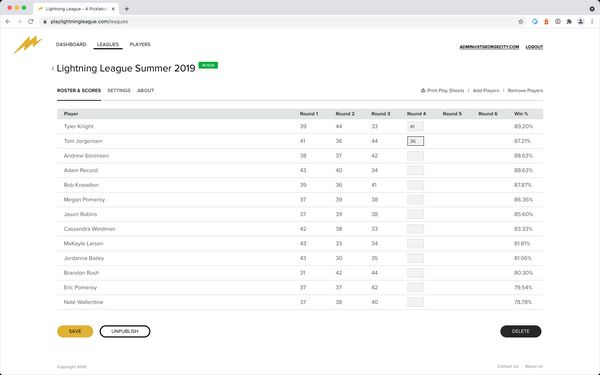 Lightning League – A Pickleball
playlightningleague.com/leagues
DASHBOARD LEAGUES PLAYERS ADMIN@STGEORGECITY.COM LOGOUT
‹ Lightning League Summer 2019 Active
ROSTER & SCORES SETTINGS ABOUT Print Play Sheets | Add Players | Remove Players
Player Round 1 Round 2 Round 3 Round 4 Round 5 Round 6 Win %
Tyler Knight 39 44 33 41 89.20%
Tom Jorgensen 41 36 44 36 87.21%
Andrew Sorensen 38 37 42 88.63%
Adam Record 43 40 34 88.63%
Rob Knowlton 39 36 41 87.87%
Megan Pomeroy 37 39 38 86.36%
Jason Robins 37 39 38 85.60%
Cassandra Weidman 42 38 33 83.33%
MaKayle Larsen 43 33 34 81.81%
Jordanna Bailey 43 30 35 81.06%
Brandon Rush 31 42 44 80.30%
Eric Pomeroy 37 37 42 79.54%
Nate Wallentine 37 38 40 78.78%
SAVE UNPUBLISH DELETE
Copyright 2019 Contact Us About Us